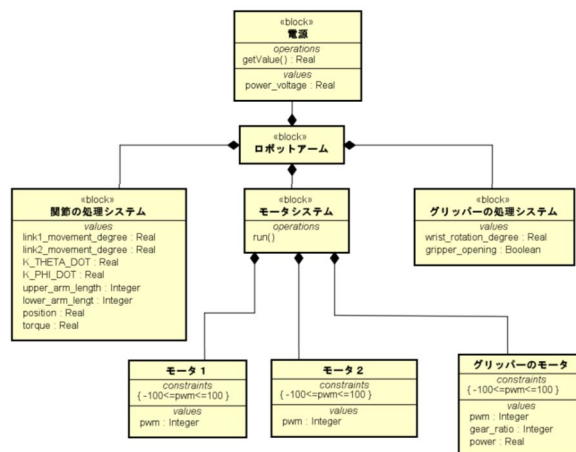 «block»
電源
operations
getValue() : Real
values
power_voltage : Real
«block»
ロボットアーム
«block»
関節の処理システム
values
link1_movement_degree : Real
link2_movement_degree : Real
K_THETA_DOT : Real
K_PHI_DOT : Real
upper_arm_length : Integer
lower_arm_lengt : Integer
position : Real
torque : Real
«block»
モータシステム
operations
run()
«block»
グリッパーの処理システム
values
wrist_rotation_degree : Real
gripper_opening : Boolean
モータ1
constraints
{ -100<=pwm<=100 }
values
pwm : Integer
モータ2
constraints
{ -100<=pwm<=100 }
values
pwm : Integer
グリッパーのモータ
constraints
{ -100<=pwm<=100 }
values
pwm : Integer
gear_ratio : Integer
power : Real